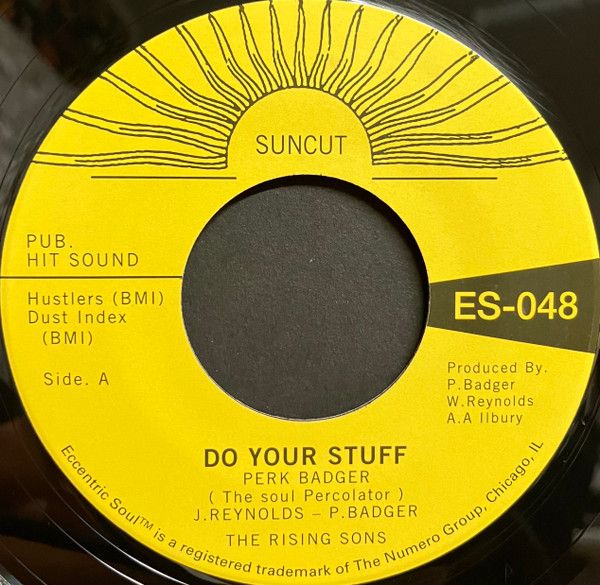 SUNCUT
PUB.
HIT SOUND
Hustlers (BMI)
Dust Index
(BMI)
Side. A
ES-048
Produced By.
P.Badger
W.Reynolds
A.A Ilbury
DO YOUR STUFF
PERK BADGER
( The soul Percolator )
J.REYNOLDS – P.BADGER
THE RISING SONS
Eccentric Soul™ is a registered trademark of The Numero Group, Chicago, IL